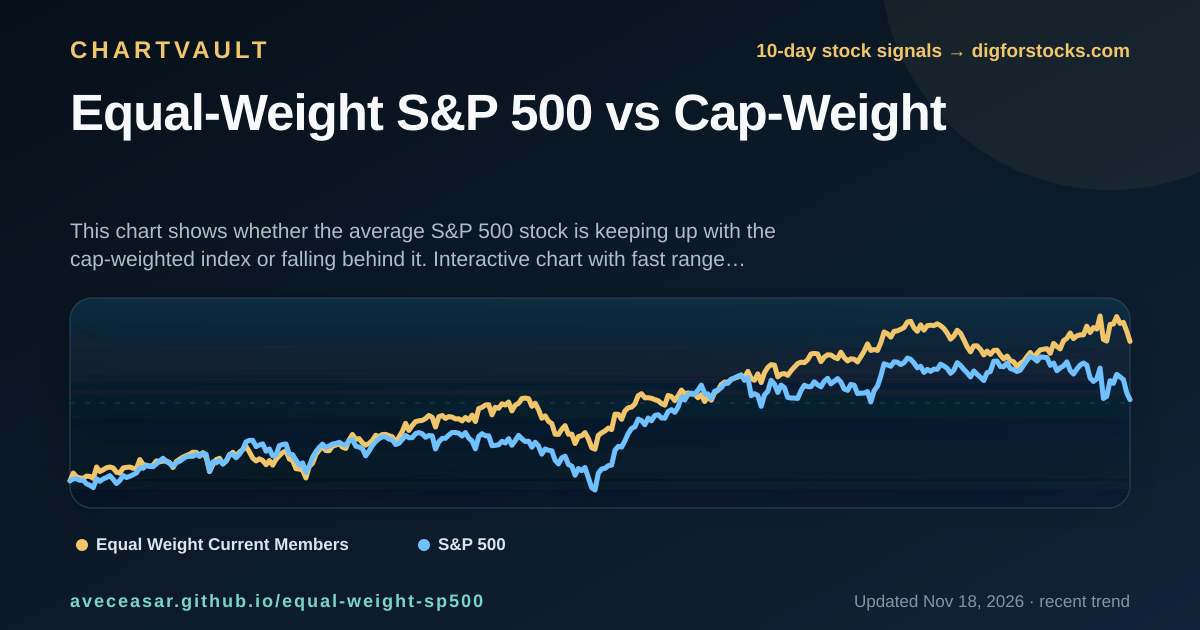 CHARTVAULT
10-day stock signals → digforstocks.com
Equal-Weight S&P 500 vs Cap-Weight
This chart shows whether the average S&P 500 stock is keeping up with the
cap-weighted index or falling behind it. Interactive chart with fast range…
Equal Weight Current Members
S&P 500
aveceasar.github.io/equal-weight-sp500
Updated Nov 18, 2026 · recent trend